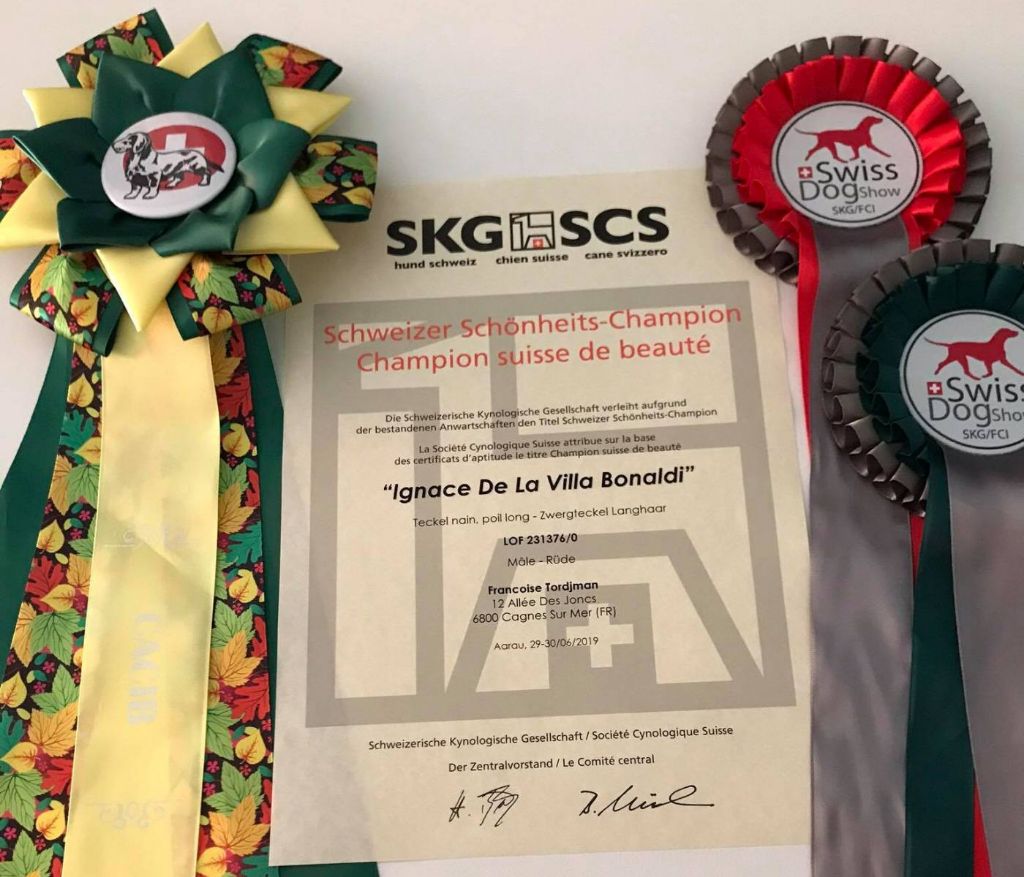 SKG SCS
hund schweiz chien suisse cane svizzero
Schweizer Schönheits-Champion
Champion suisse de beauté
Die Schweizerische Kynologische Gesellschaft verleiht aufgrund
der bestandenen Anwartschaften den Titel Schweizer Schönheits-Champion
La Société Cynologique Suisse attribue sur la base
des certificats d'aptitude le titre Champion suisse de beauté
“Ignace De La Villa Bonaldi”
Teckel nain, poil long - Zwergteckel Langhaar
LOF 231376/0
Mâle - Rüde
Francoise Tordjman
12 Allée Des Joncs
6800 Cagnes Sur Mer (FR)
Aarau, 29-30/06/2019
Schweizerische Kynologische Gesellschaft / Société Cynologique Suisse
Der Zentralvorstand / Le Comité central
Swiss
DogShow
SKG/FCI
Swiss
DogShow
SKG/FCI